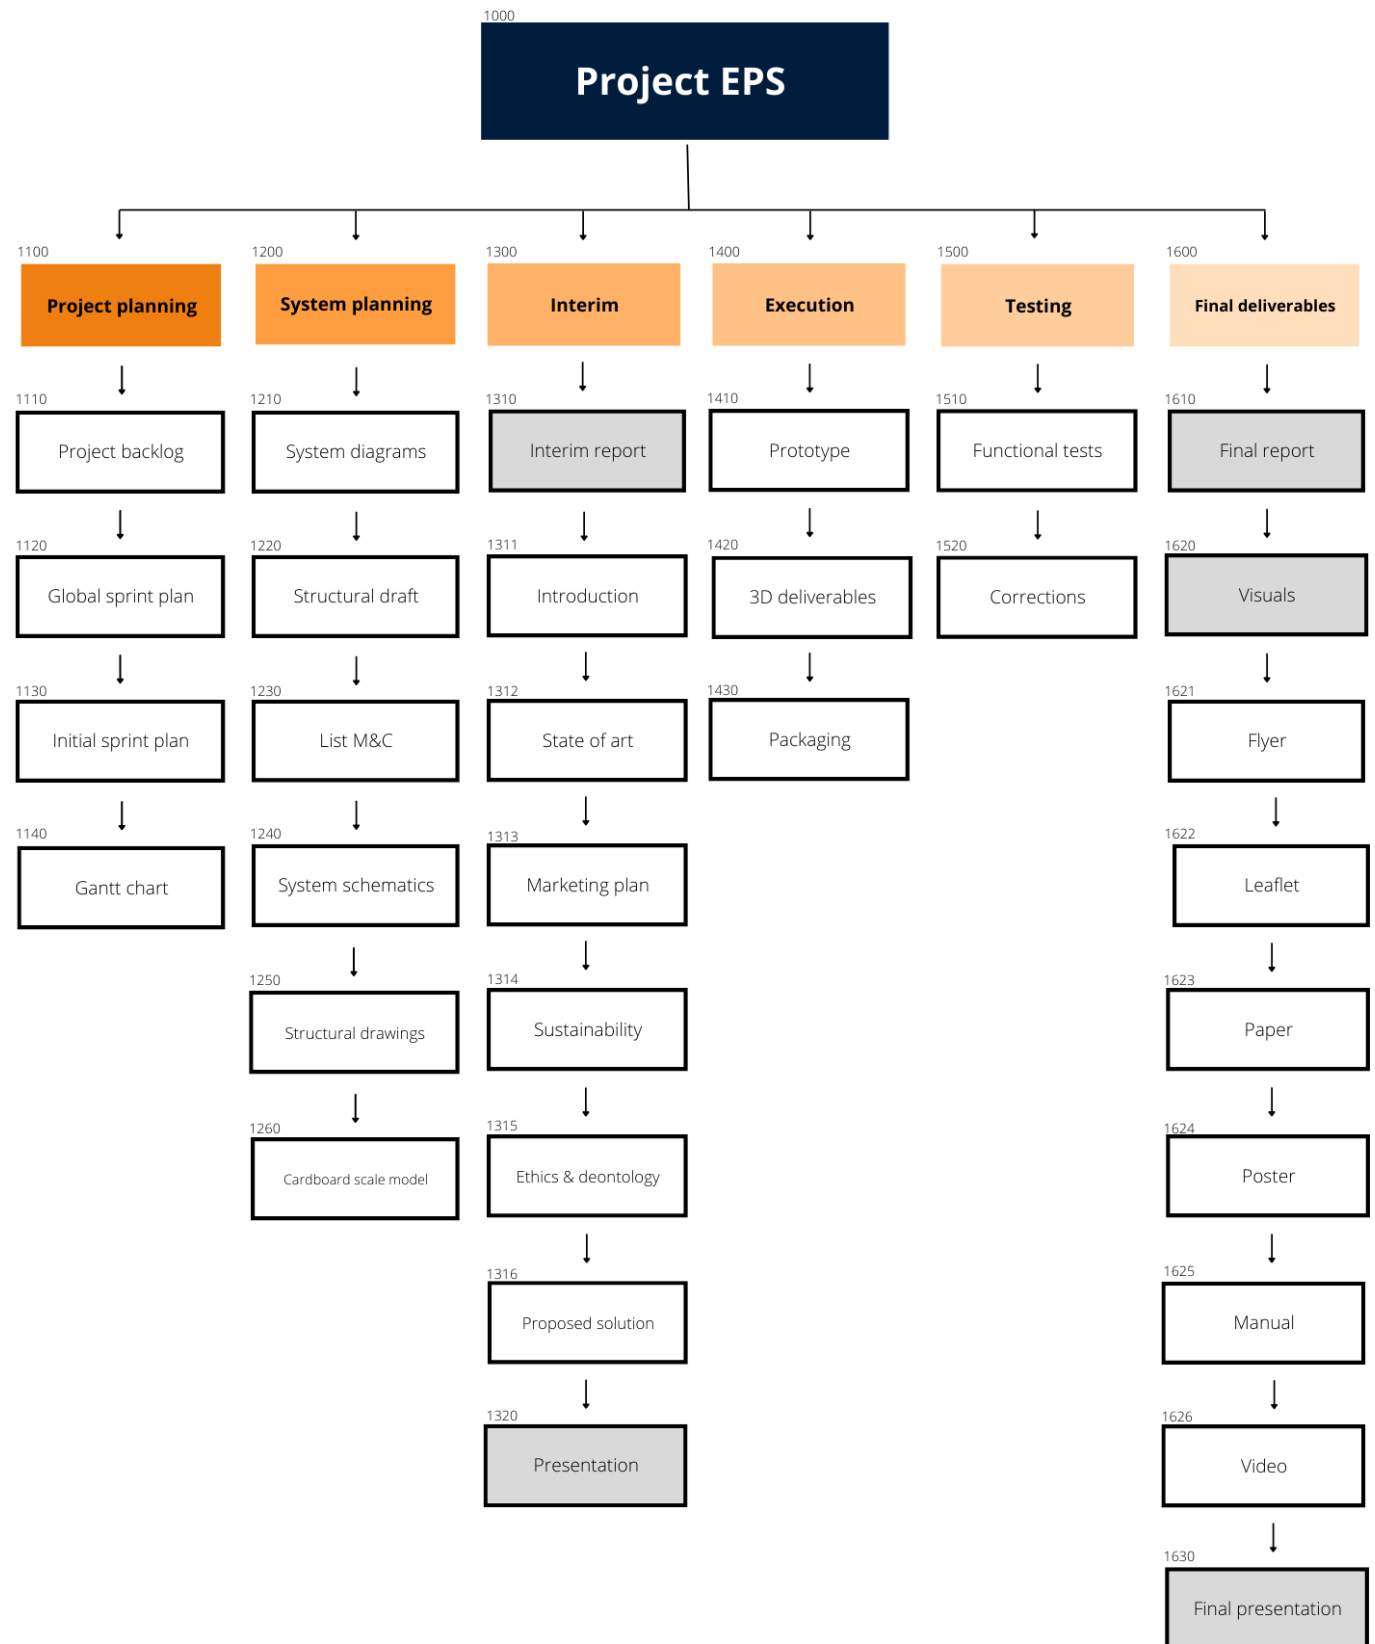 1000
Project EPS
1100
Project planning
1110
Project backlog
1120
Global sprint plan
1130
Initial sprint plan
1140
Gantt chart
1200
System planning
1210
System diagrams
1220
Structural draft
1230
List M&C
1240
System schematics
1250
Structural drawings
1260
Cardboard scale model
1300
Interim
1310
Interim report
1311
Introduction
1312
State of art
1313
Marketing plan
1314
Sustainability
1315
Ethics & deontology
1316
Proposed solution
1320
Presentation
1400
Execution
1410
Prototype
1420
3D deliverables
1430
Packaging
1500
Testing
1510
Functional tests
1520
Corrections
1600
Final deliverables
1610
Final report
1620
Visuals
1621
Flyer
1622
Leaflet
1623
Paper
1624
Poster
1625
Manual
1626
Video
1630
Final presentation